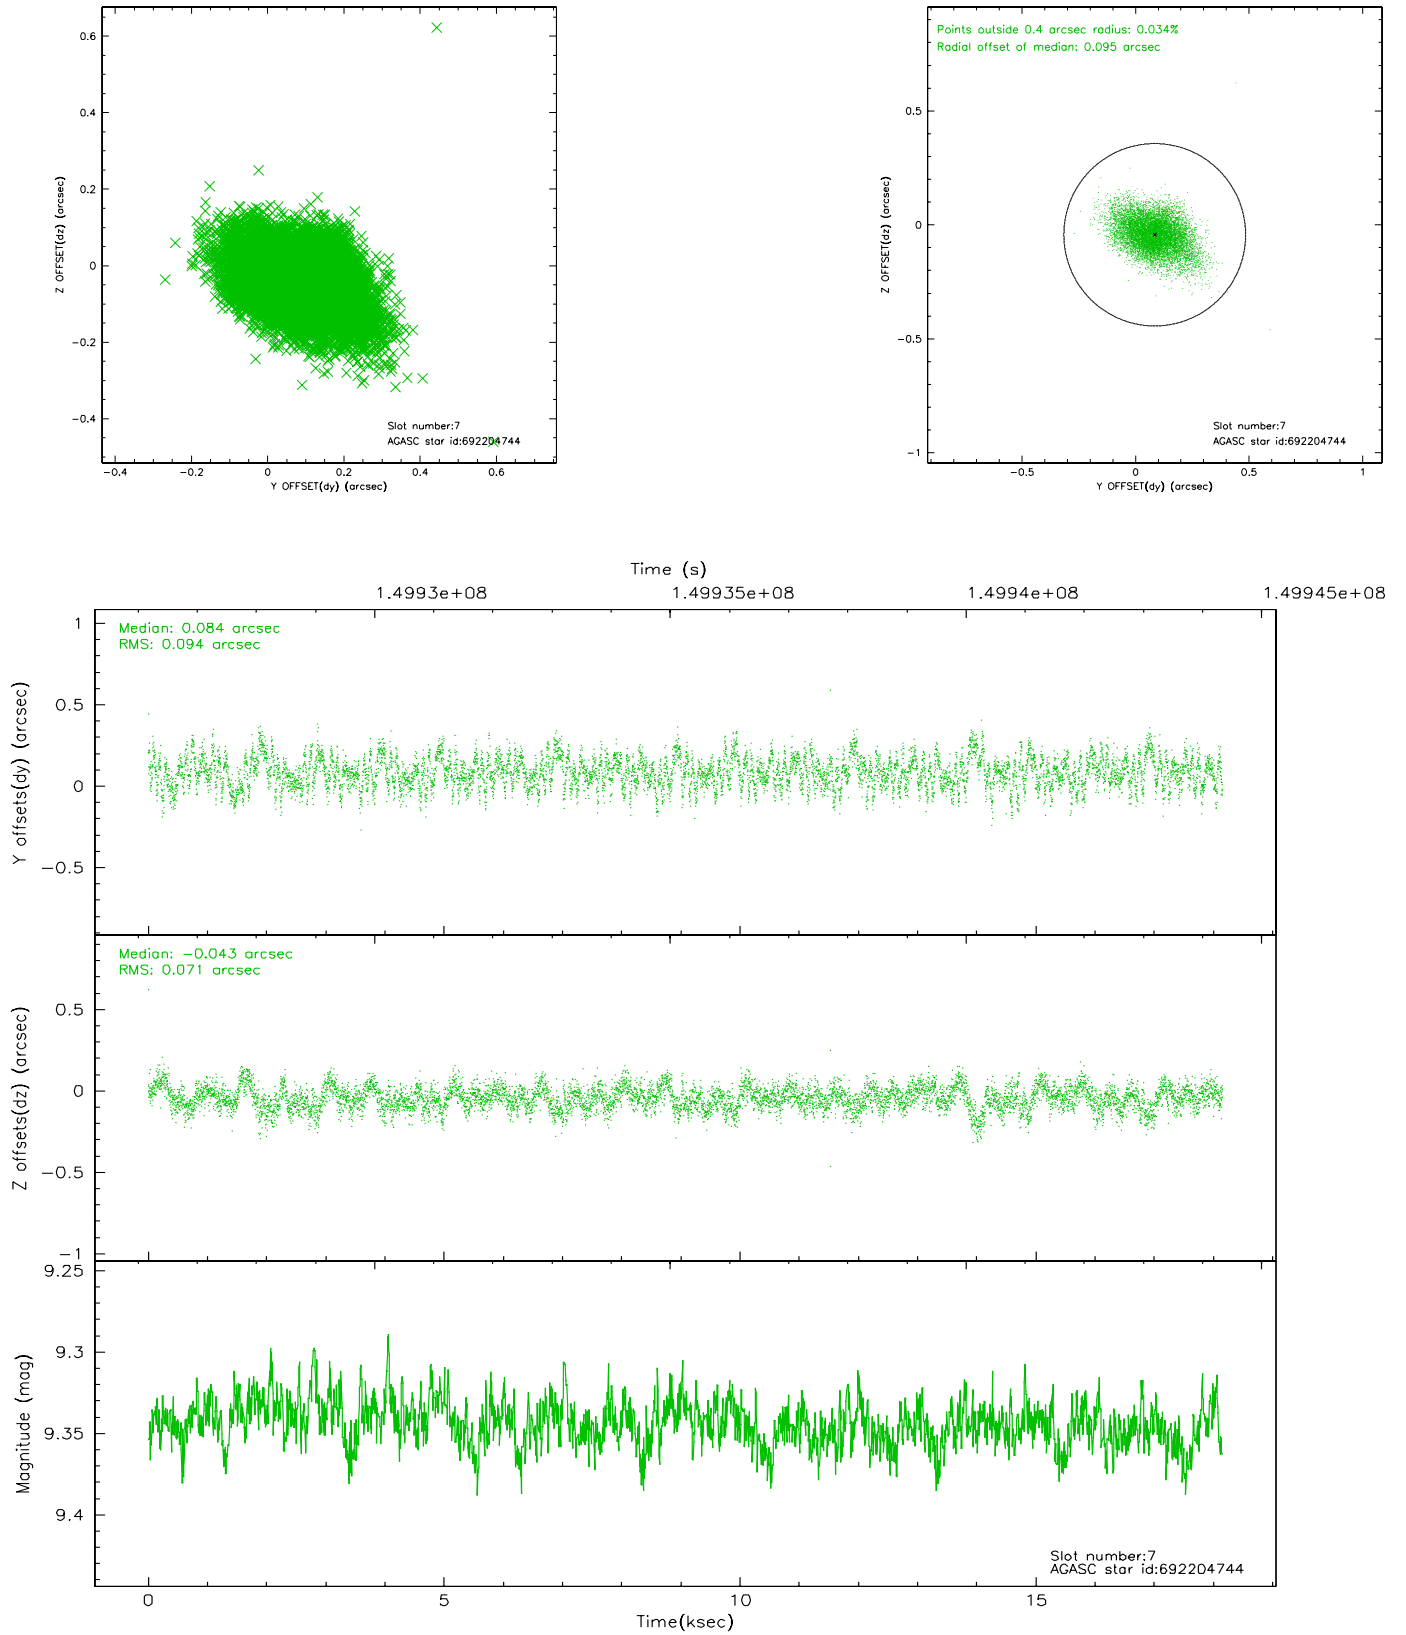 0.6
0.4
0.2
0
−0.2
−0.4
Z OFFSET(dz) (arcsec)
Slot number:7
AGASC star id:692204744
−0.4 −0.2 0 0.2 0.4 0.6
Y OFFSET(dy) (arcsec)
Points outside 0.4 arcsec radius: 0.034%
Radial offset of median: 0.095 arcsec
0.5
0
−0.5
−1
Z OFFSET(dz) (arcsec)
Slot number:7
AGASC star id:692204744
−0.5 0 0.5 1
Y OFFSET(dy) (arcsec)
Time (s)
1.4993e+08 1.49935e+08 1.4994e+08 1.49945e+08
Median: 0.084 arcsec
RMS: 0.094 arcsec
1
0.5
0
−0.5
Y offsets(dy) (arcsec)
Median: −0.043 arcsec
RMS: 0.071 arcsec
0.5
0
−0.5
−1
Z offsets(dz) (arcsec)
9.25
9.3
9.35
9.4
Magnitude (mag)
Slot number:7
AGASC star id:692204744
0 5 10 15
Time(ksec)